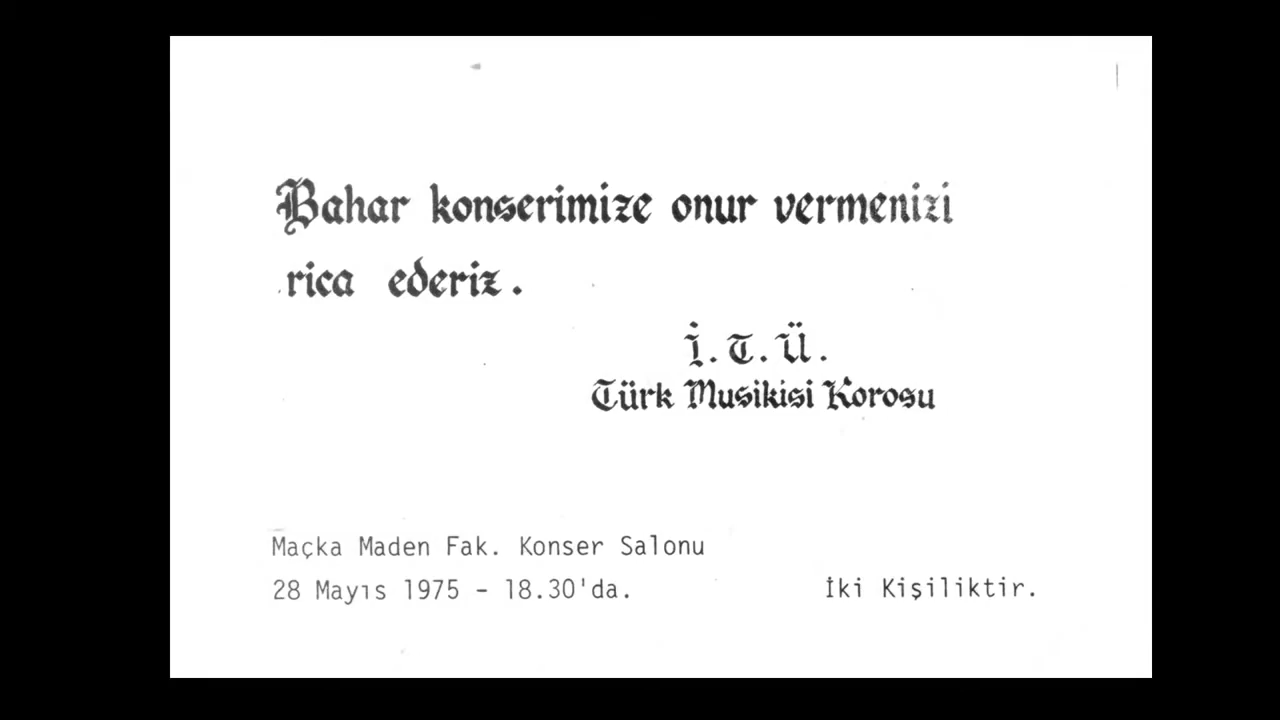 Bahar konserimize onur vermenizi
rica ederiz.
İ.T.Ü.
Türk Musikisi Korosu
Maçka Maden Fak. Konser Salonu
28 Mayıs 1975 - 18.30'da.
İki Kişiliktir.